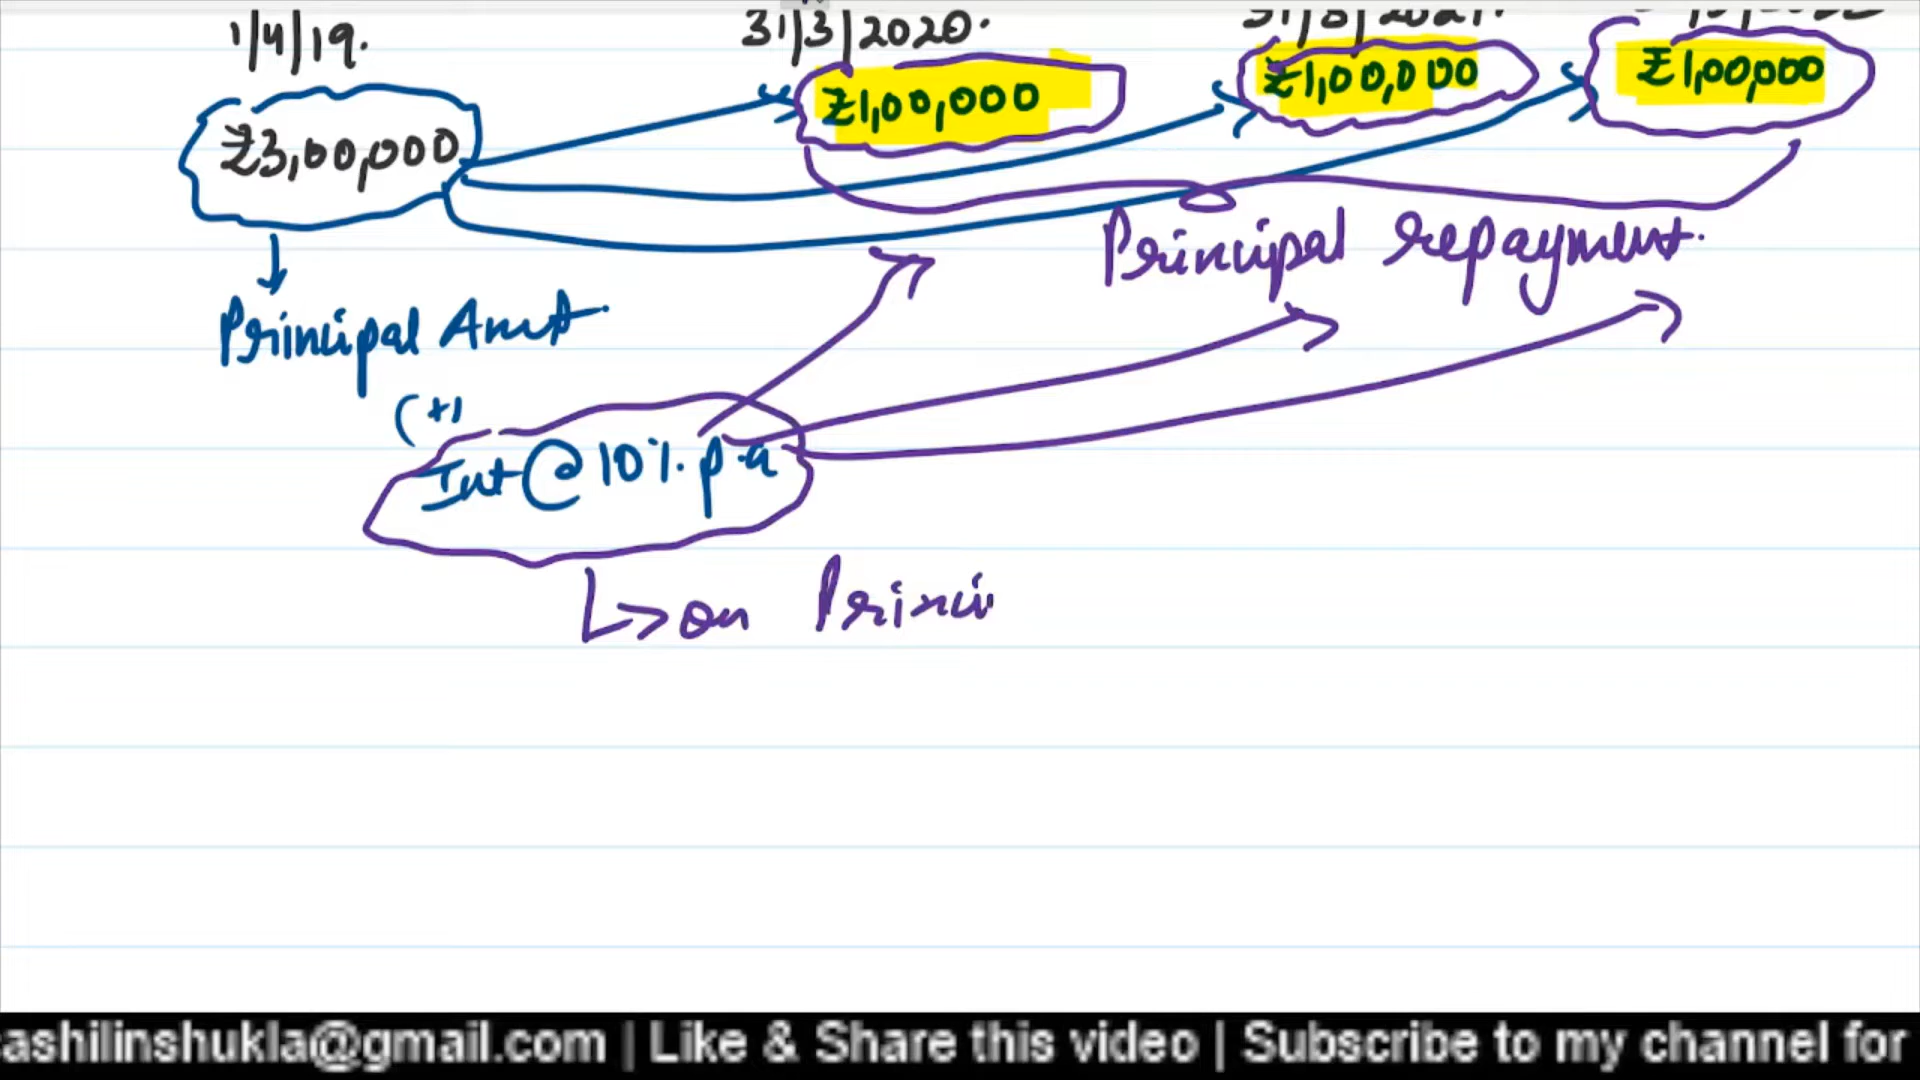 1/4/19. 31/3/2020.
₹3,00,000 ₹1,00,000 ₹1,00,000 ₹1,00,000
Principal repayment.
Principal Amt.
(+)
Int @ 10%. p.a
↳ on Princi
cashilinshukla@gmail.com | Like & Share this video | Subscribe to my channel for